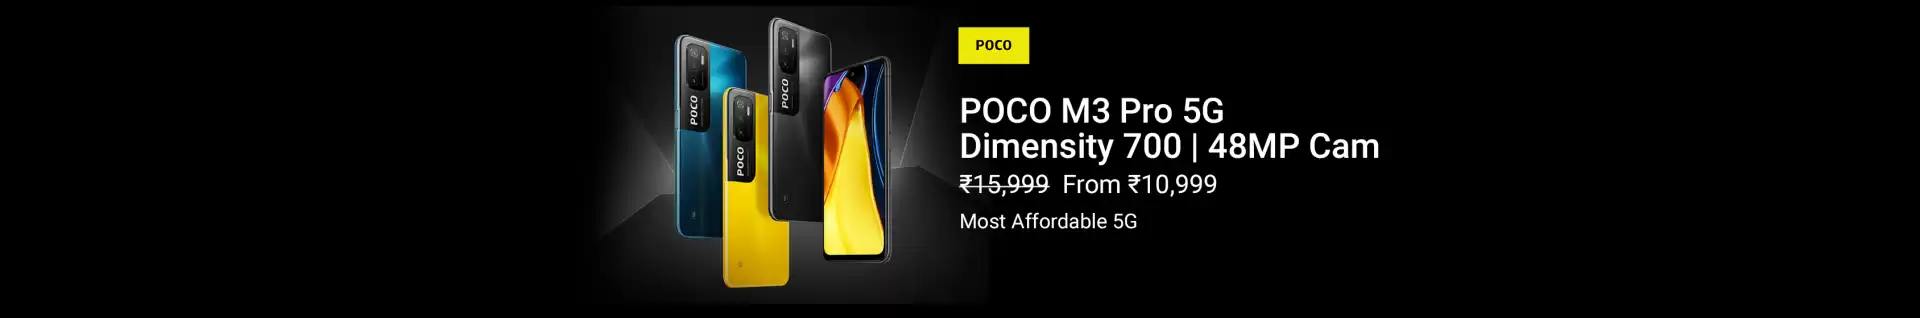 POCO
POCO
POCO
POCO
POCO M3 Pro 5G
Dimensity 700 | 48MP Cam
₹15,999 From ₹10,999
Most Affordable 5G